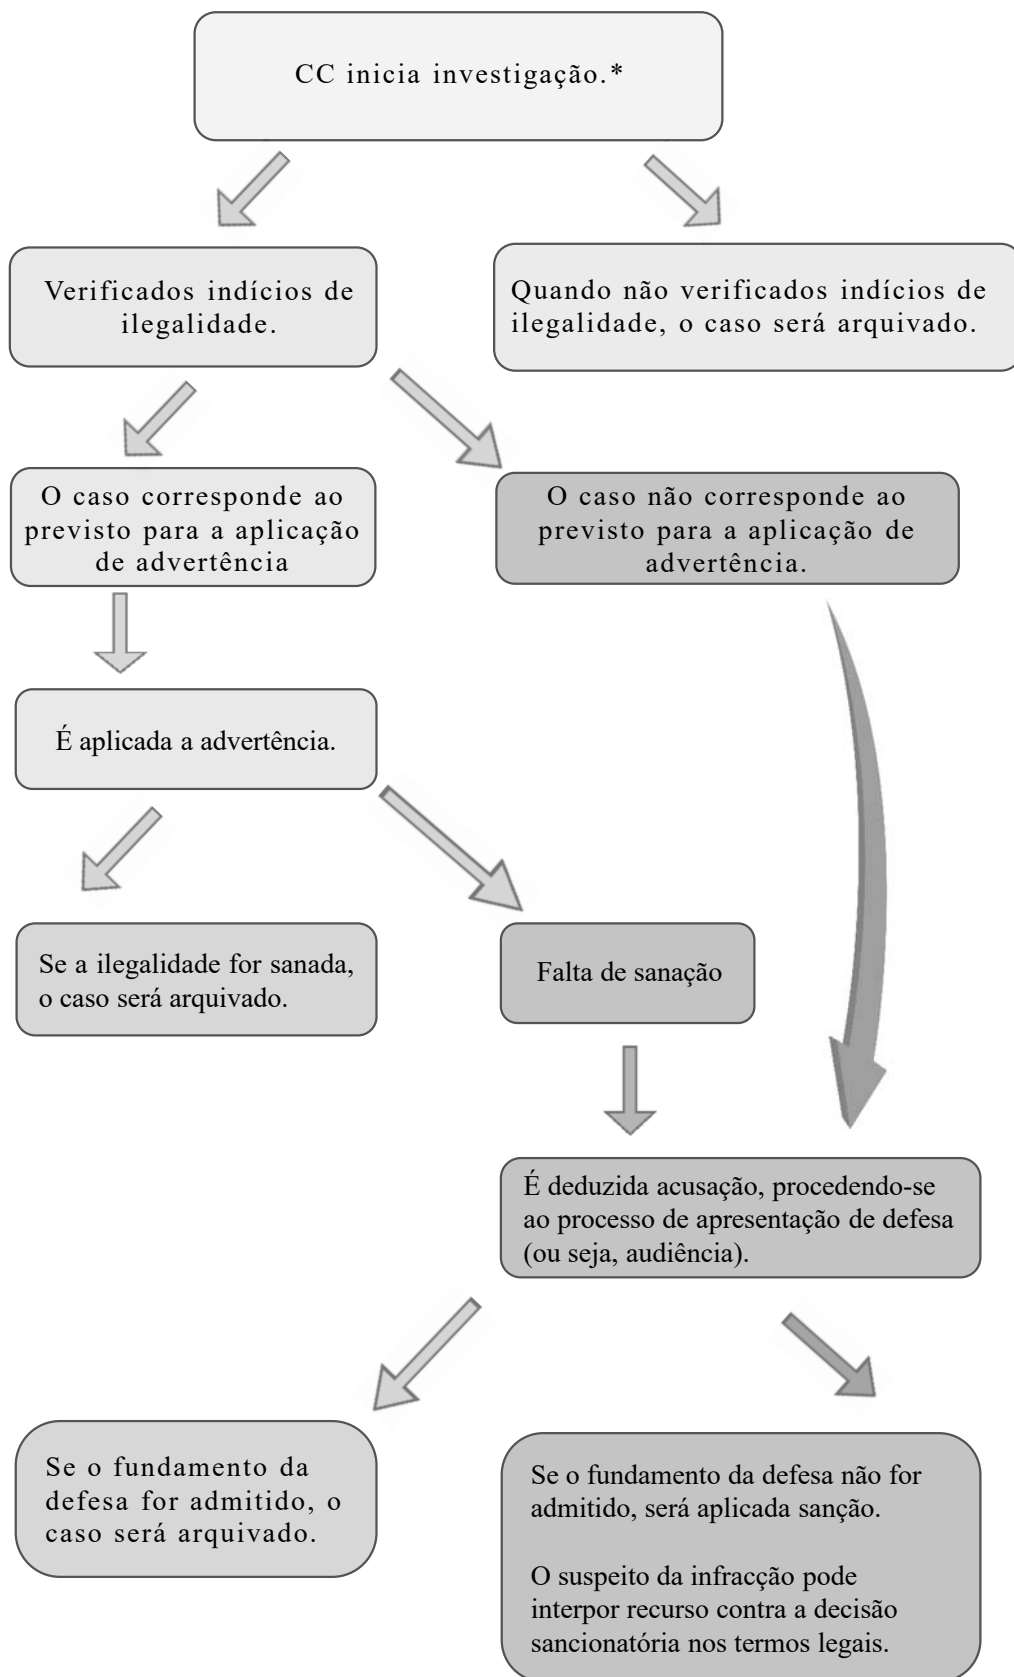 CC inicia investigação.*
Verificados indícios de
ilegalidade.
Quando não verificados indícios de
ilegalidade, o caso será arquivado.
O caso corresponde ao
previsto para a aplicação
de advertência
O caso não corresponde ao
previsto para a aplicação de
advertência.
É aplicada a advertência.
Se a ilegalidade for sanada,
o caso será arquivado.
Falta de sanação
É deduzida acusação, procedendo-se
ao processo de apresentação de defesa
(ou seja, audiência).
Se o fundamento da
defesa for admitido, o
caso será arquivado.
Se o fundamento da defesa não for
admitido, será aplicada sanção.
O suspeito da infracção pode
interpor recurso contra a decisão
sancionatória nos termos legais.